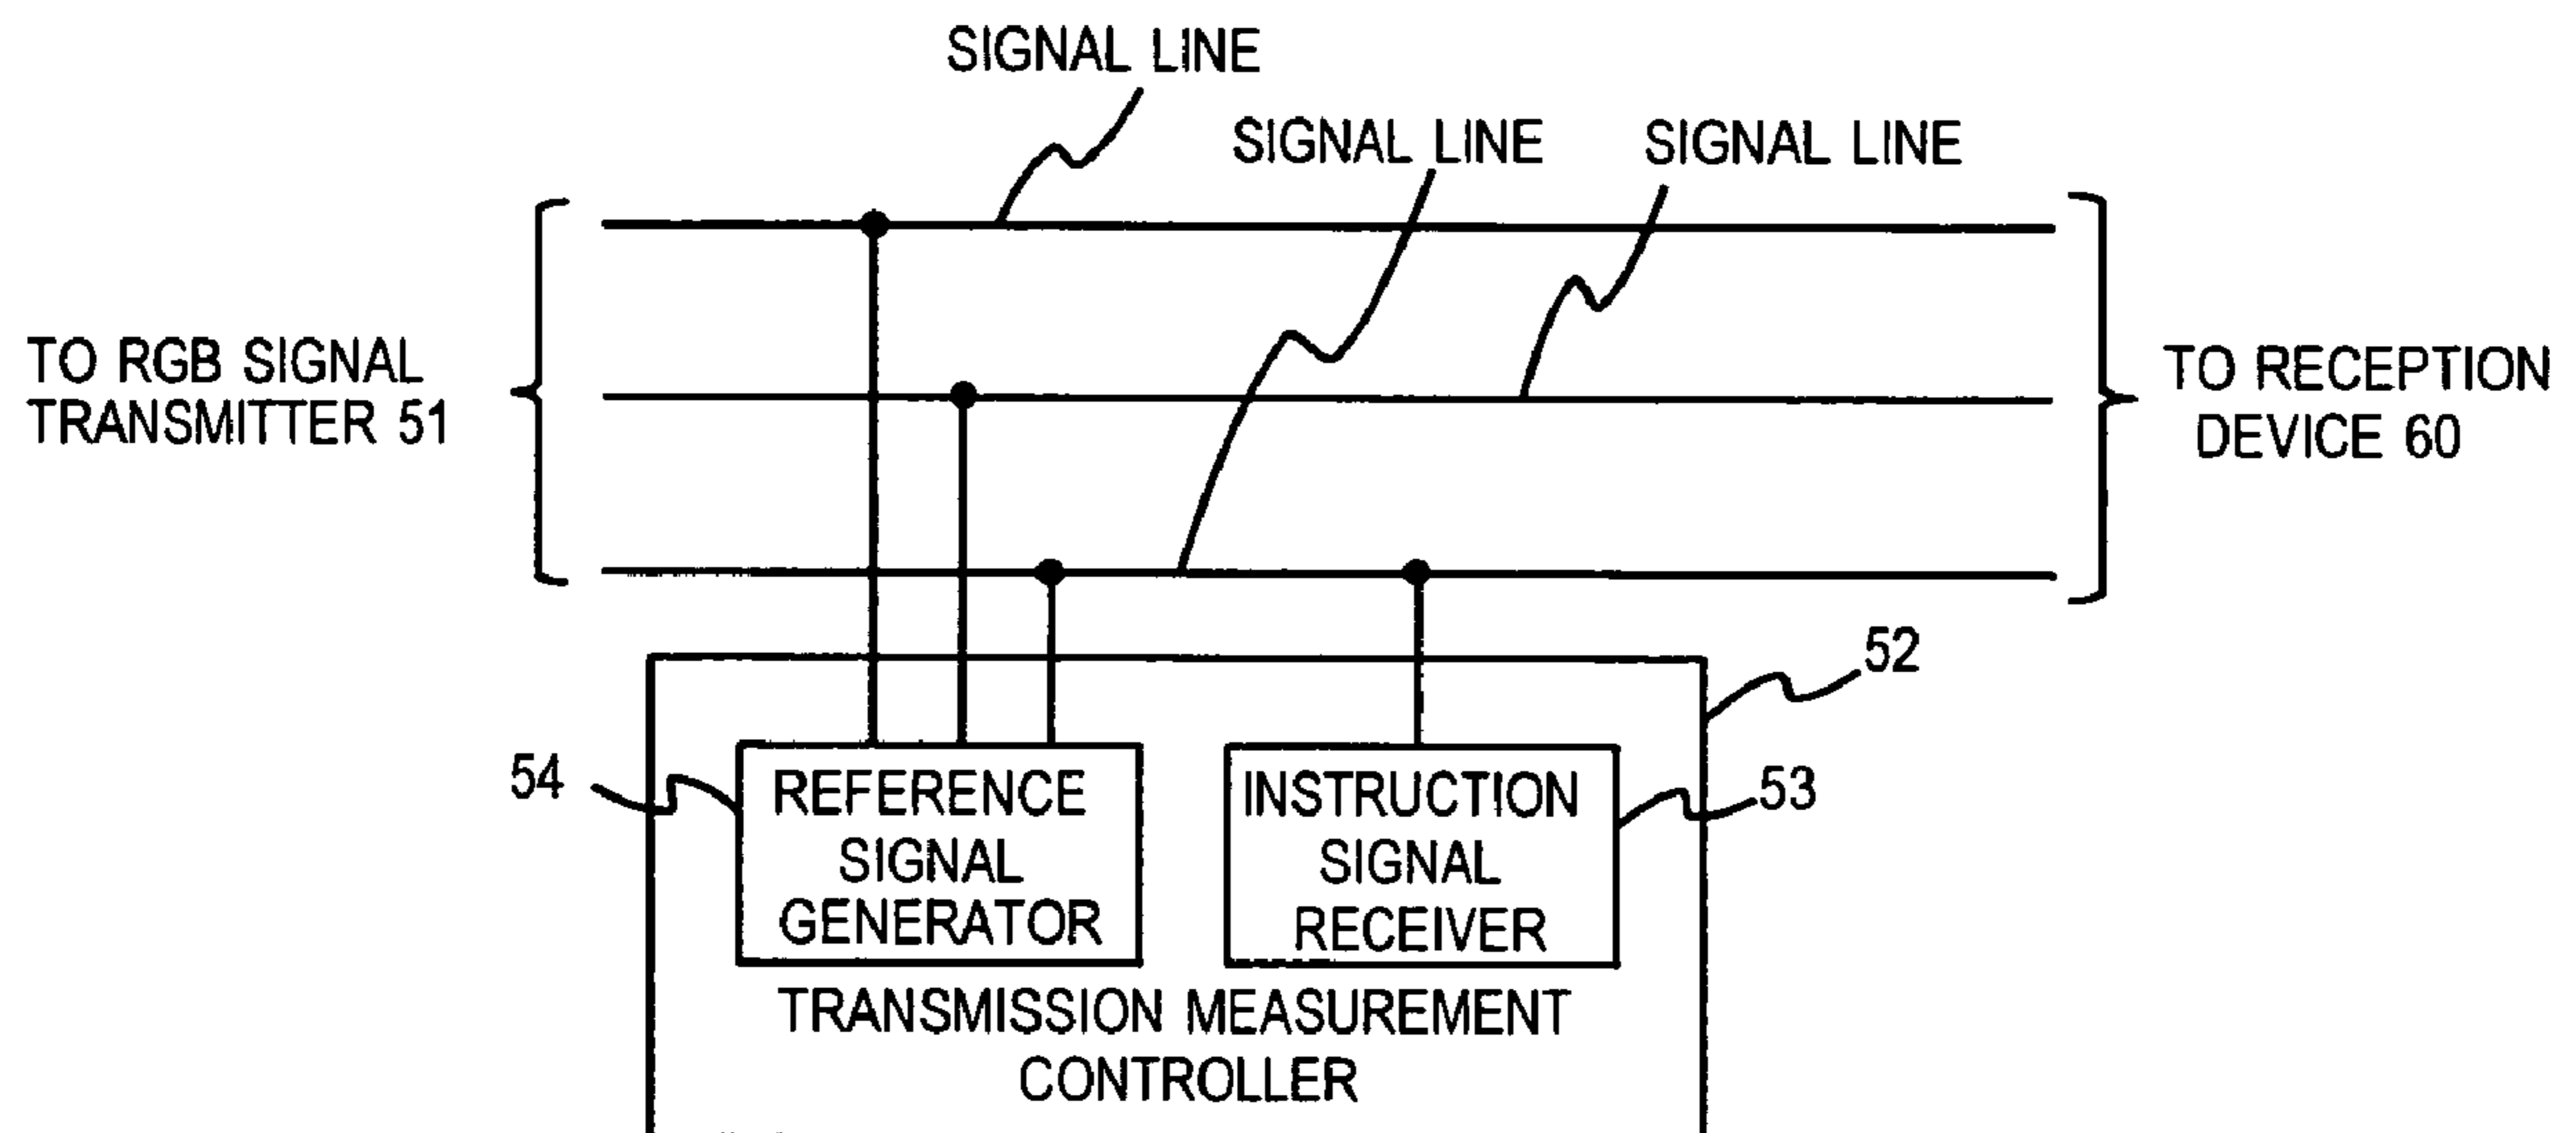 SIGNAL LINE
SIGNAL LINE
SIGNAL LINE
TO RGB SIGNAL
TRANSMITTER 51
TO RECEPTION
DEVICE 60
52
54
REFERENCE
SIGNAL
GENERATOR
INSTRUCTION
SIGNAL
RECEIVER
53
TRANSMISSION MEASUREMENT
CONTROLLER